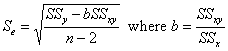 S_e = √((SS_y − bSS_xy)/(n − 2)) where b = SS_xy/SS_x